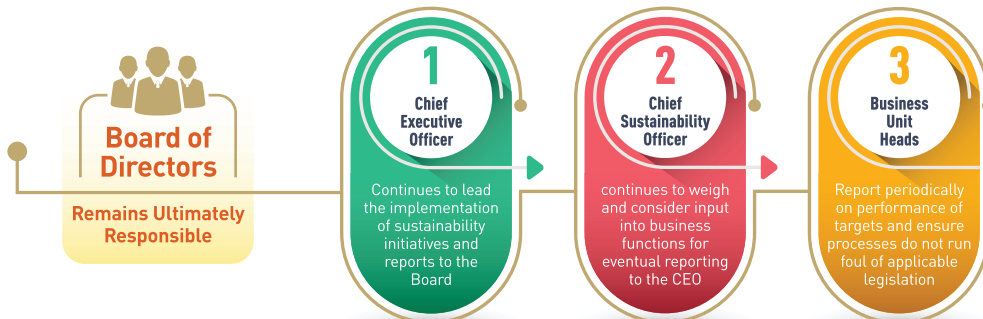 Board of
Directors
Remains Ultimately
Responsible
1
Chief
Executive
Officer
Continues to lead
the implementation
of sustainability
initiatives and
reports to the
Board
2
Chief
Sustainability
Officer
continues to weigh
and consider input
into business
functions for
eventual reporting
to the CEO
3
Business
Unit
Heads
Report periodically
on performance of
targets and ensure
processes do not run
foul of applicable
legislation